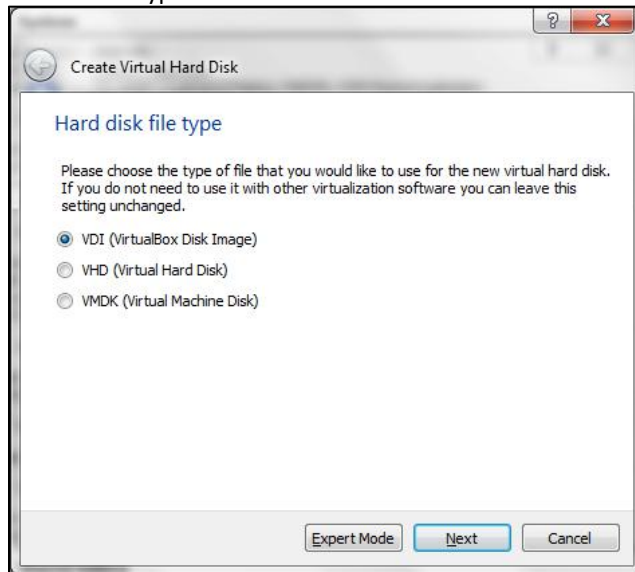 Create Virtual Hard Disk
Hard disk file type
Please choose the type of file that you would like to use for the new virtual hard disk.
If you do not need to use it with other virtualization software you can leave this
setting unchanged.
VDI (VirtualBox Disk Image)
VHD (Virtual Hard Disk)
VMDK (Virtual Machine Disk)
Expert Mode Next Cancel